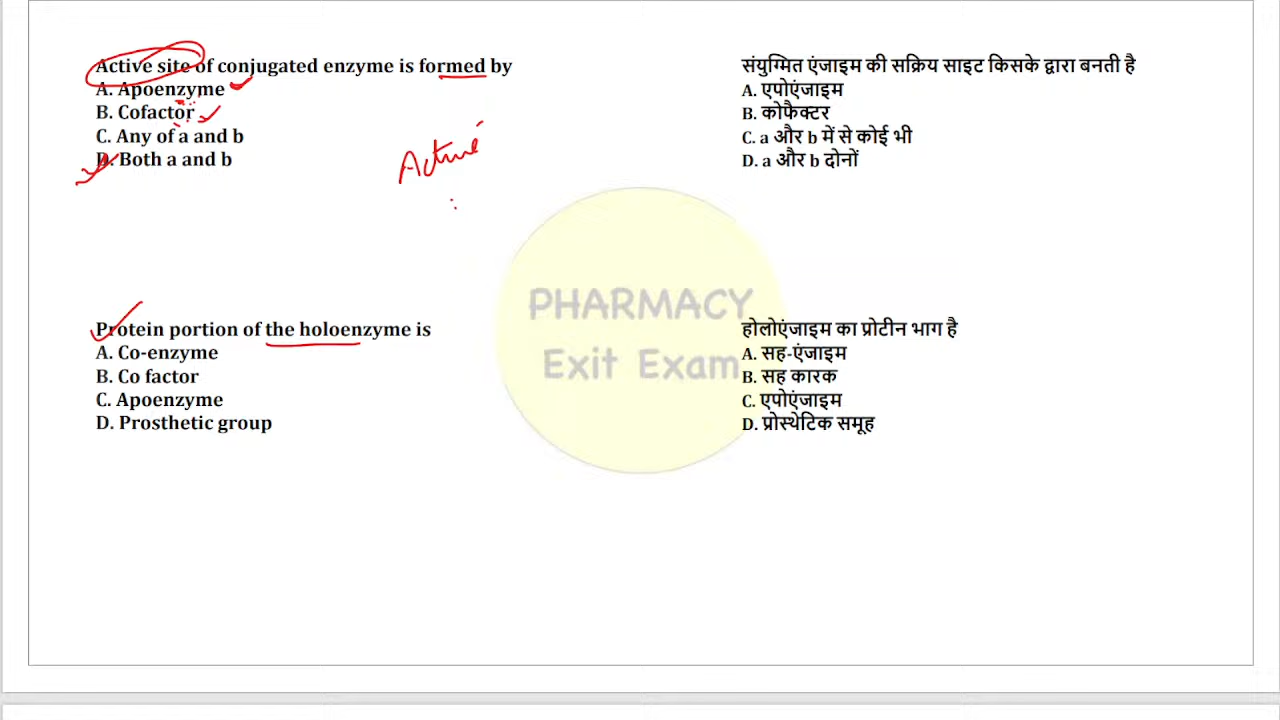 Active site of conjugated enzyme is formed by
A. Apoenzyme
B. Cofactor
C. Any of a and b
D. Both a and b
Active
संयुग्मित एंजाइम की सक्रिय साइट किसके द्वारा बनती है
A. एपोएंजाइम
B. कोफैक्टर
C. a और b में से कोई भी
D. a और b दोनों
PHARMACY
Exit Exam
Protein portion of the holoenzyme is
A. Co-enzyme
B. Co factor
C. Apoenzyme
D. Prosthetic group
होलोएंजाइम का प्रोटीन भाग है
A. सह-एंजाइम
B. सह कारक
C. एपोएंजाइम
D. प्रोस्थेटिक समूह